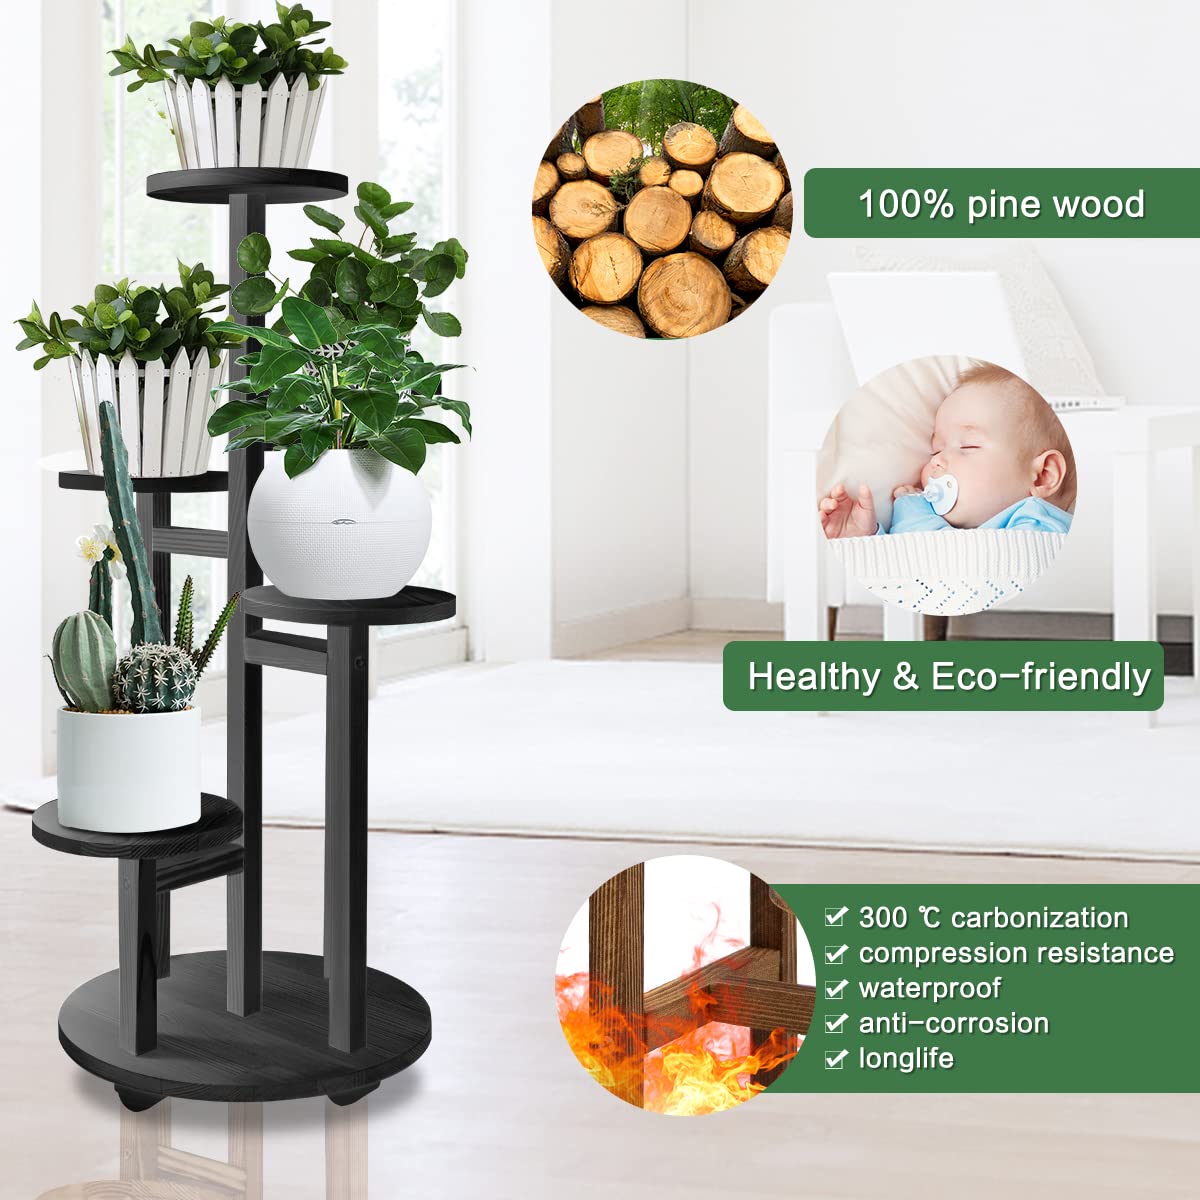 100% pine wood
Healthy & Eco-friendly
300 ℃ carbonization
compression resistance
waterproof
anti-corrosion
longlife